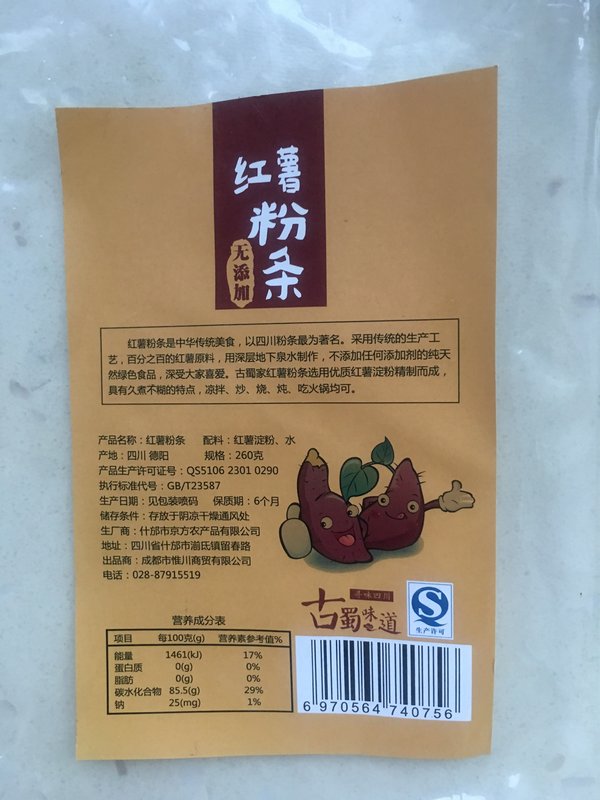 红薯
粉条
无添加
红薯粉条是中华传统美食，以四川粉条最为著名。采用传统的生产工
艺，百分之百的红薯原料，用深层地下泉水制作，不添加任何添加剂的纯天
然绿色食品，深受大家喜爱。古蜀家红薯粉条选用优质红薯淀粉精制而成，
具有久煮不糊的特点，凉拌、炒、烧、炖、吃火锅均可。
产品名称：红薯粉条 配料：红薯淀粉、水
产地：四川 德阳 规格：260克
产品生产许可证号：QS5106 2301 0290
执行标准代号：GB/T23587
生产日期：见包装喷码 保质期：6个月
储存条件：存放于阴凉干燥通风处
生厂商：什邡市京方农产品有限公司
地址：四川省什邡市湔氐镇留春路
出品商：成都市惟川商贸有限公司
电话：028-87915519
寻味四川
古蜀味道
QS
生产许可
营养成分表
项目 每100克(g) 营养素参考值%
能量 1461(kJ) 17%
蛋白质 0(g) 0%
脂肪 0(g) 0%
碳水化合物 85.5(g) 29%
钠 25(mg) 1%
6 970564 740756